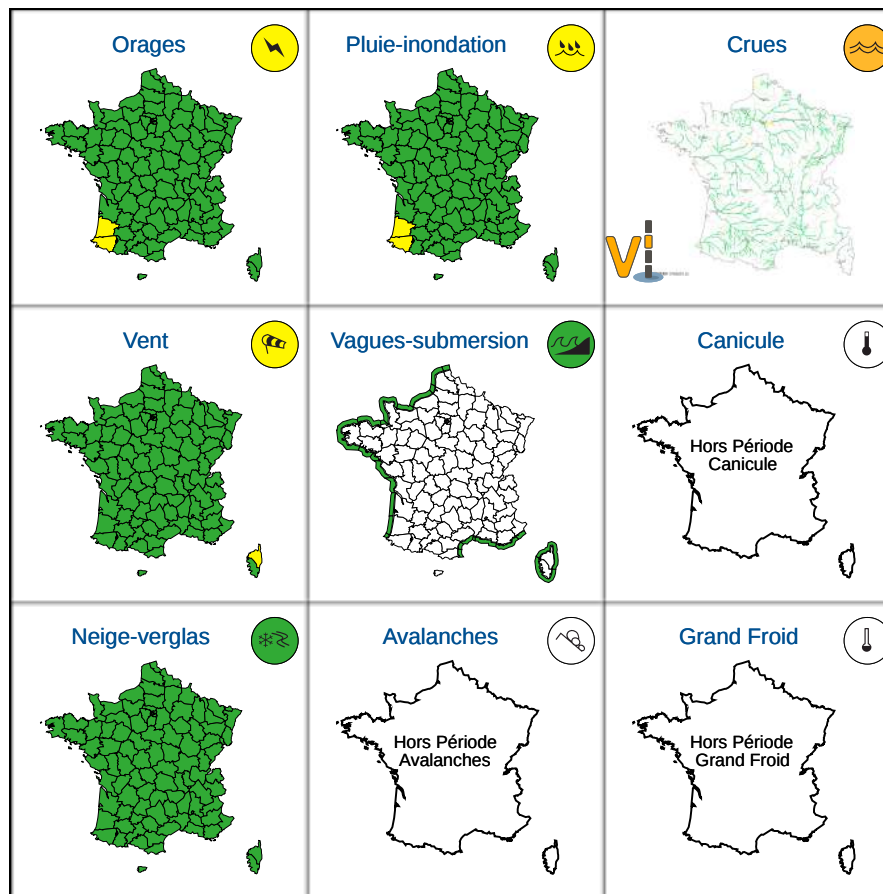 Orages
Pluie-inondation
Crues
Vi
Vent
Vagues-submersion
Canicule
Hors Période
Canicule
Neige-verglas
Avalanches
Grand Froid
Hors Période
Avalanches
Hors Période
Grand Froid